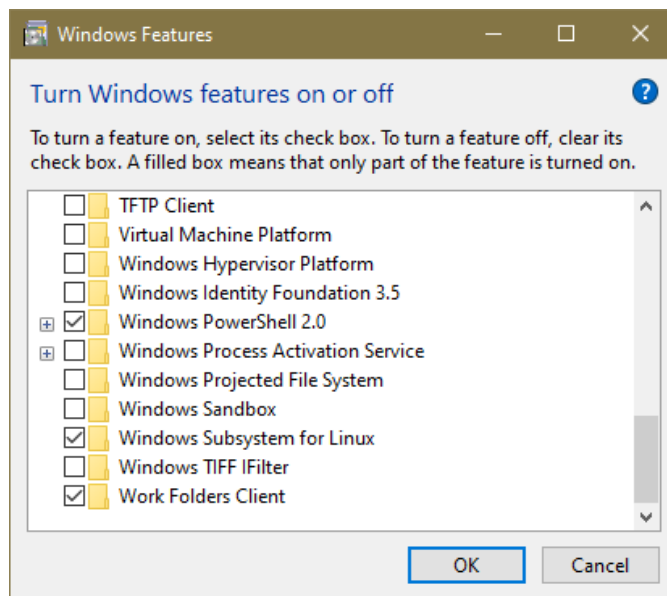 Windows Features
Turn Windows features on or off
?
To turn a feature on, select its check box. To turn a feature off, clear its
check box. A filled box means that only part of the feature is turned on.
TFTP Client
Virtual Machine Platform
Windows Hypervisor Platform
Windows Identity Foundation 3.5
Windows PowerShell 2.0
Windows Process Activation Service
Windows Projected File System
Windows Sandbox
Windows Subsystem for Linux
Windows TIFF IFilter
Work Folders Client
OK
Cancel